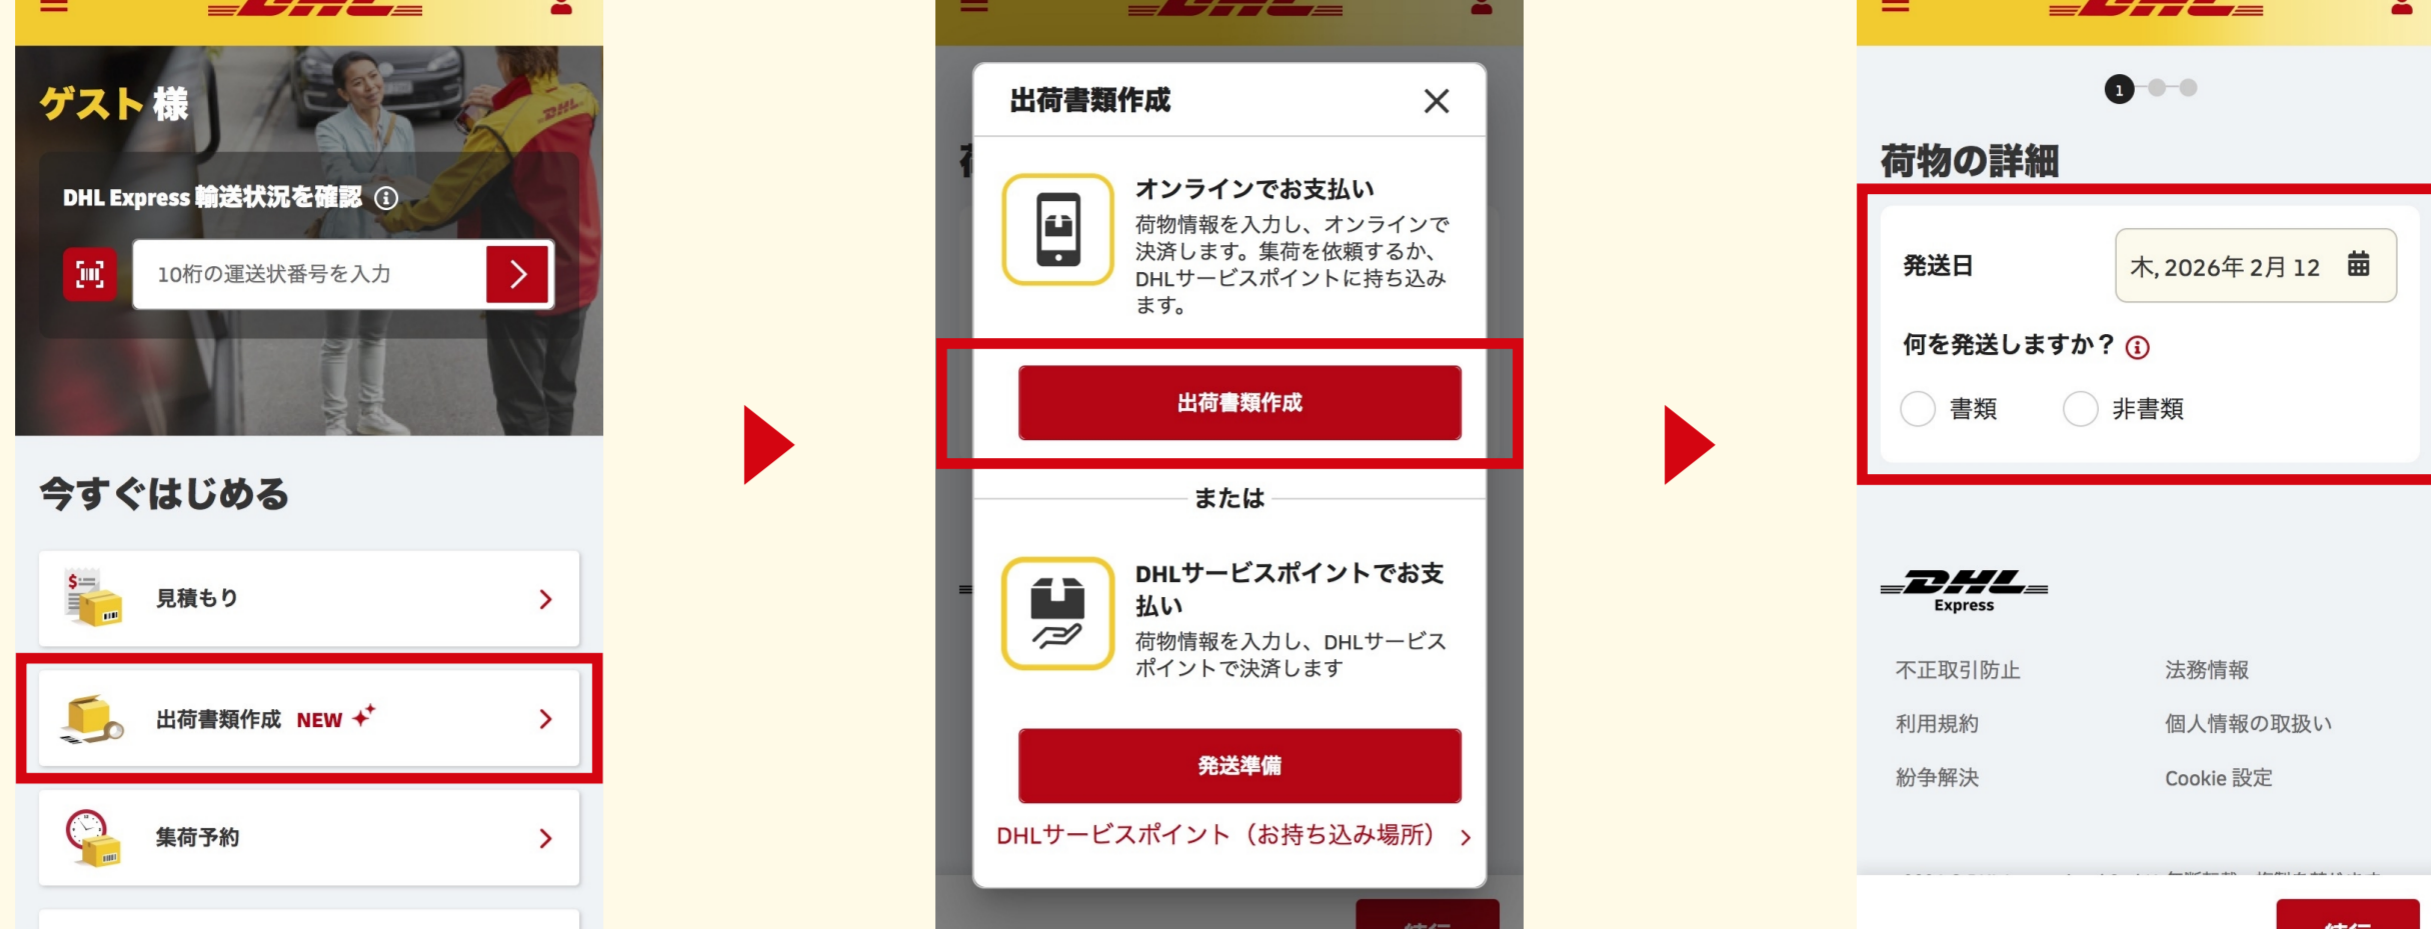 DHL
ゲスト 様
DHL Express 輸送状況を確認
10桁の運送状番号を入力
今すぐはじめる
見積もり
出荷書類作成 NEW
集荷予約
DHL
出荷書類作成
オンラインでお支払い
荷物情報を入力し、オンラインで
決済します。集荷を依頼するか、
DHLサービスポイントに持ち込み
ます。
出荷書類作成
または
DHLサービスポイントでお支
払い
荷物情報を入力し、DHLサービス
ポイントで決済します
発送準備
DHLサービスポイント（お持ち込み場所）
続行
DHL
1
荷物の詳細
発送日
木, 2026年 2月 12
何を発送しますか？
書類
非書類
DHL
Express
不正取引防止
法務情報
利用規約
個人情報の取扱い
紛争解決
Cookie 設定
続行